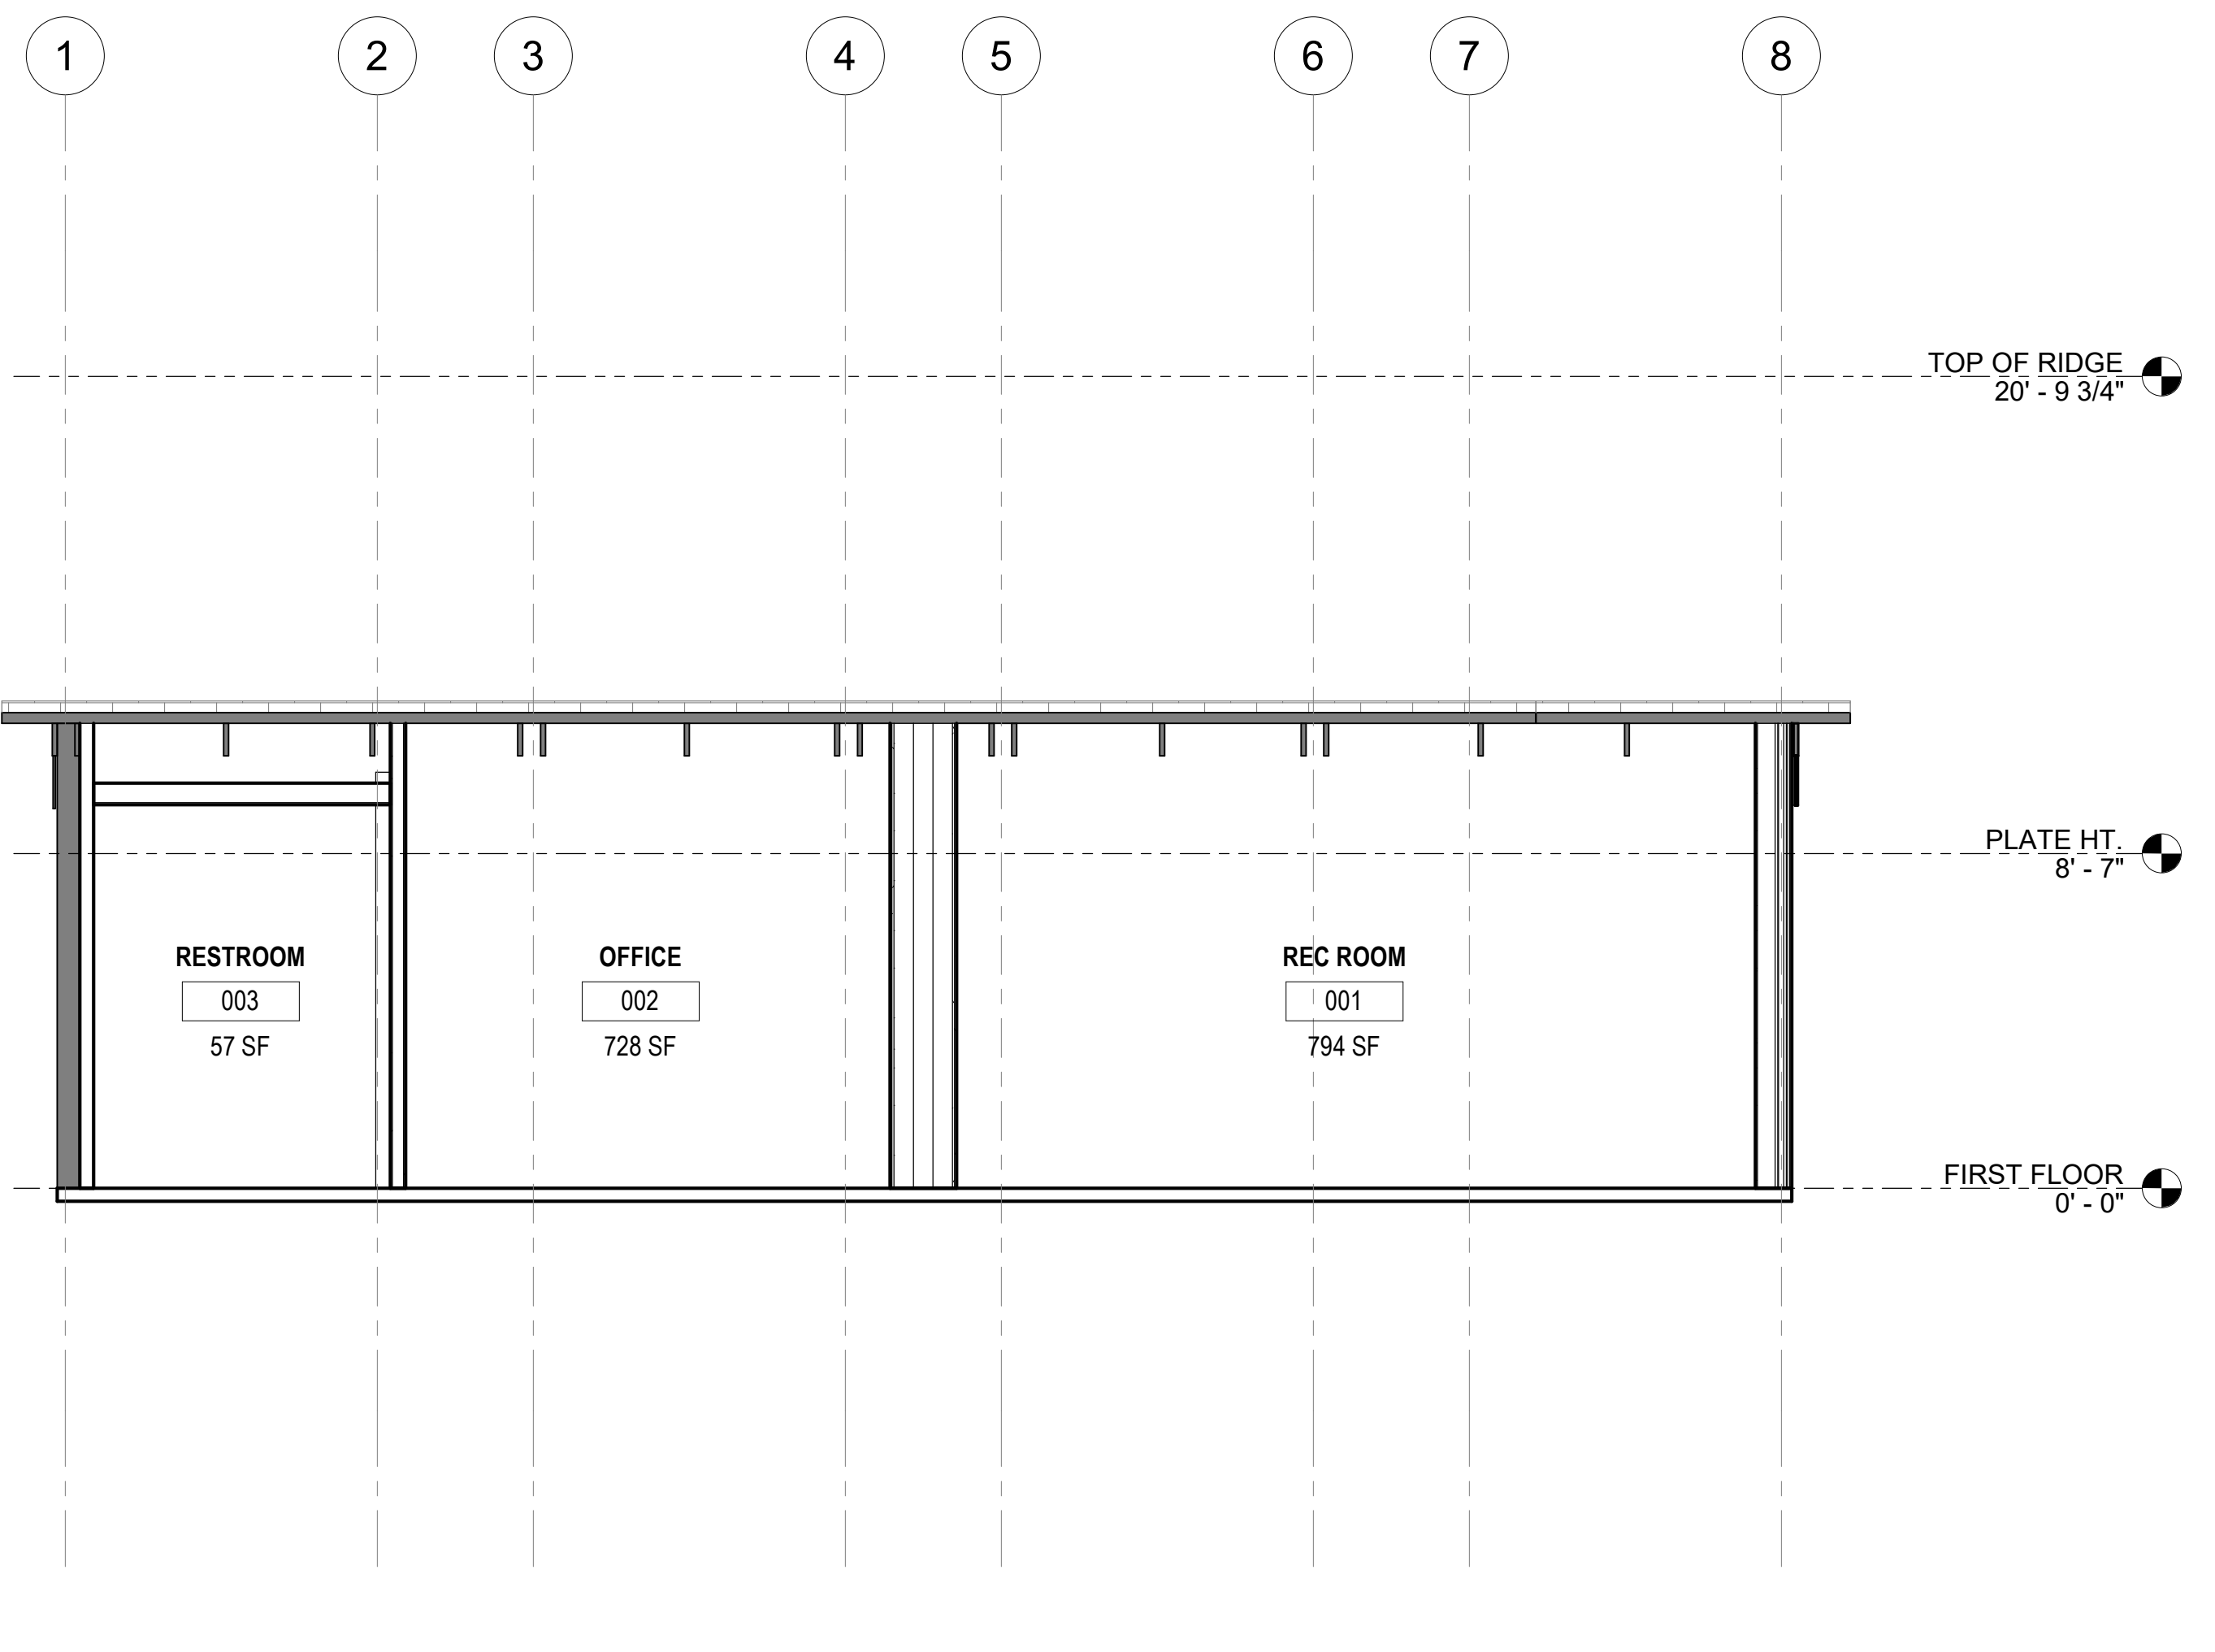 1 2 3 4 5 6 7 8
TOP OF RIDGE
20' - 9 3/4"
PLATE HT.
8' - 7"
RESTROOM OFFICE REC ROOM
003 002 001
57 SF 728 SF 794 SF
FIRST FLOOR
0' - 0"